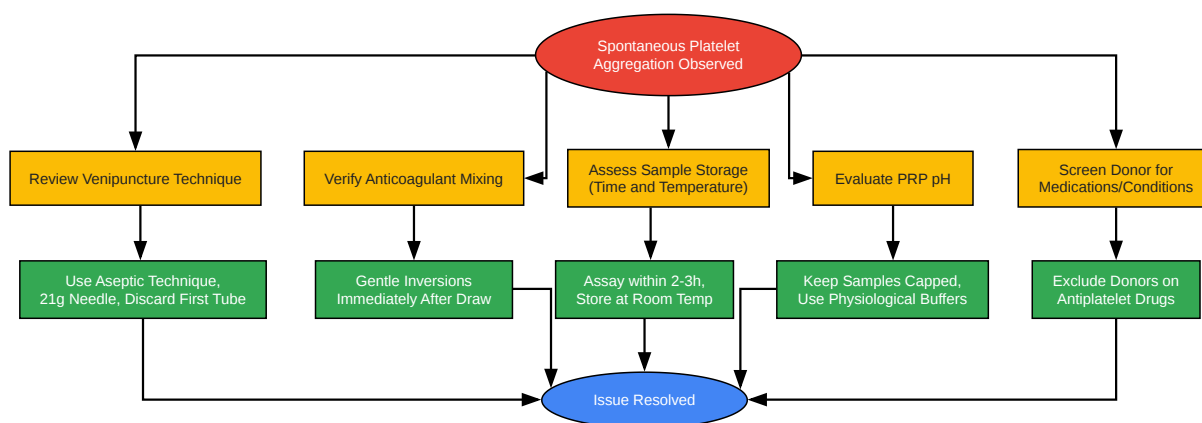 Spontaneous Platelet
Aggregation Observed
Review Venipuncture Technique
Verify Anticoagulant Mixing
Assess Sample Storage
(Time and Temperature)
Evaluate PRP pH
Screen Donor for
Medications/Conditions
Use Aseptic Technique,
21g Needle, Discard First Tube
Gentle Inversions
Immediately After Draw
Assay within 2-3h,
Store at Room Temp
Keep Samples Capped,
Use Physiological Buffers
Exclude Donors on
Antiplatelet Drugs
Issue Resolved